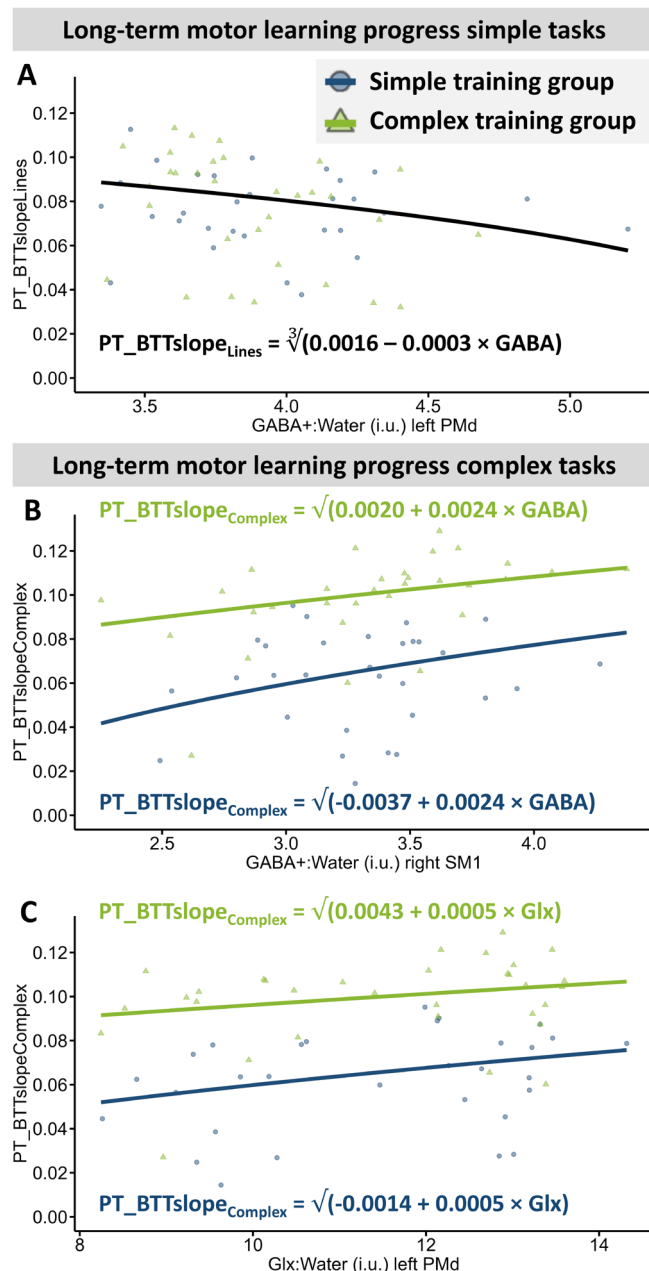 Long-term motor learning progress simple tasks
A
Simple training group
Complex training group
PT_BTTslopeLines
0.12
0.10
0.08
0.06
0.04
0.02
0.00
PT_BTTslopeLines = ∛(0.0016 – 0.0003 × GABA)
3.5 4.0 4.5 5.0
GABA+:Water (i.u.) left PMd
Long-term motor learning progress complex tasks
B
PT_BTTslopeComplex = √(0.0020 + 0.0024 × GABA)
PT_BTTslopeComplex
0.12
0.10
0.08
0.06
0.04
0.02
0.00
PT_BTTslopeComplex = √(-0.0037 + 0.0024 × GABA)
2.5 3.0 3.5 4.0
GABA+:Water (i.u.) right SM1
C
PT_BTTslopeComplex = √(0.0043 + 0.0005 × Glx)
PT_BTTslopeComplex
0.12
0.10
0.08
0.06
0.04
0.02
0.00
PT_BTTslopeComplex = √(-0.0014 + 0.0005 × Glx)
8 10 12 14
Glx:Water (i.u.) left PMd